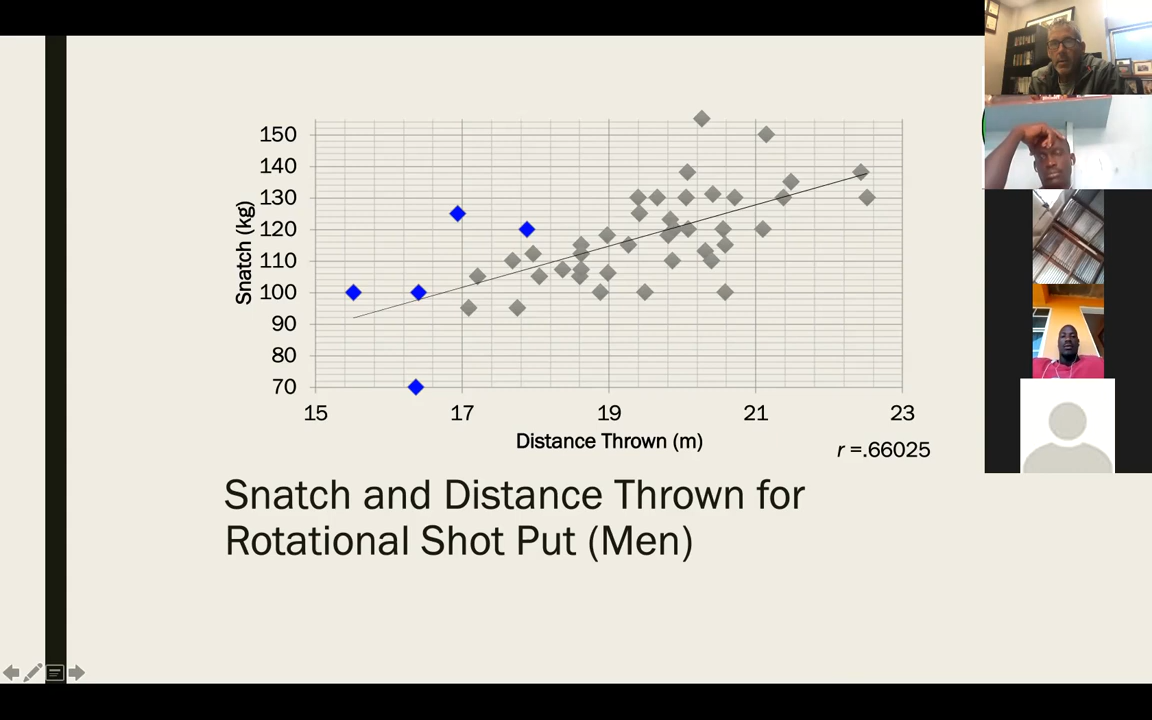 150
140
130
120
110
100
90
80
70
Snatch (kg)
15 17 19 21 23
Distance Thrown (m)
r =.66025
Snatch and Distance Thrown for
Rotational Shot Put (Men)